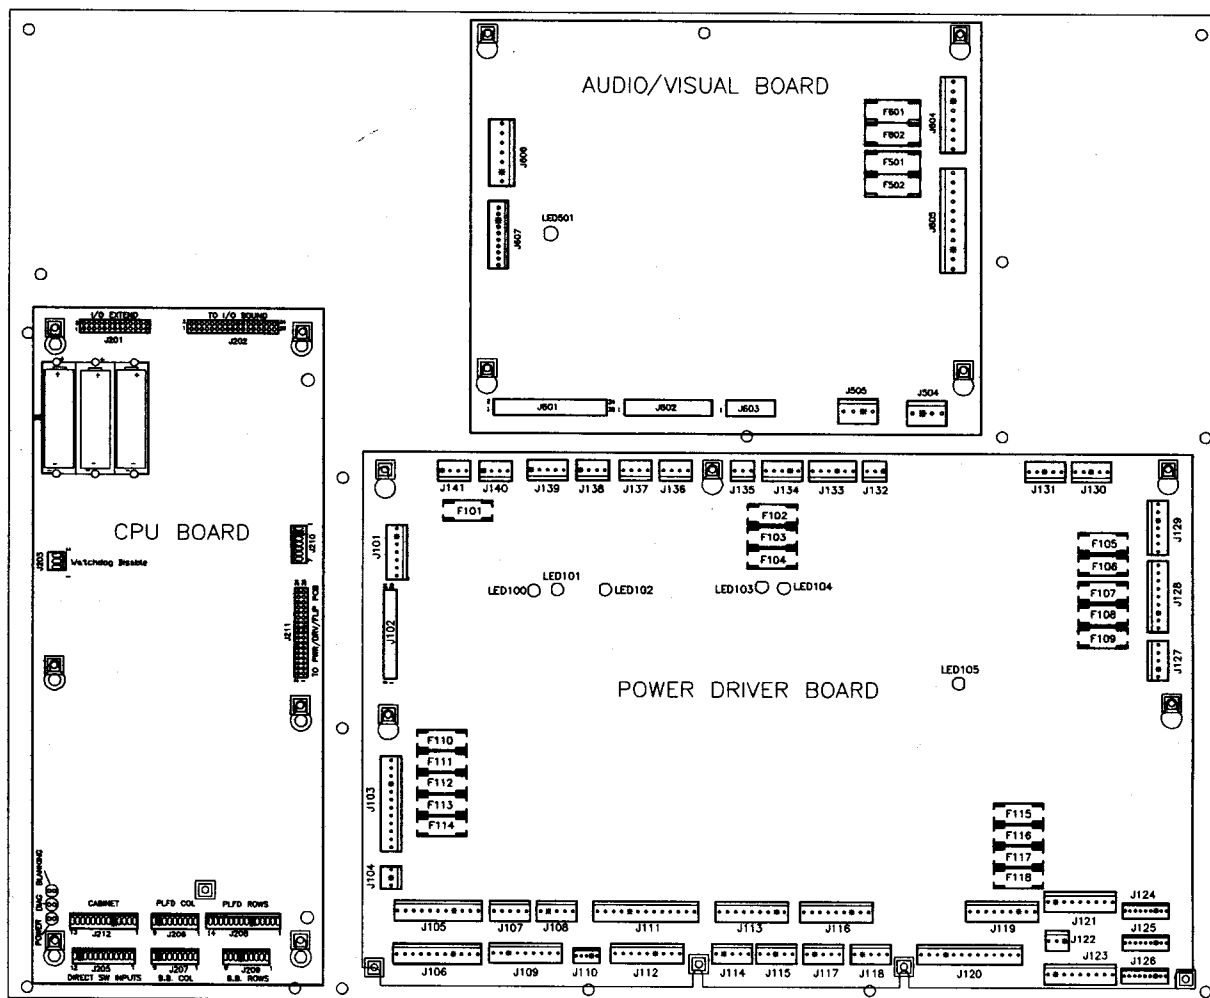 AUDIO/VISUAL BOARD
F601
F602
F501
F502
J604
J605
J606
J607
LED501
J601
J602
J603
J505
J504
I/O EXTEND
J201
TO I/O BOUND
J202
CPU BOARD
J203
Watchdog Disable
J210
J211
TO PWR/DRV/FLP PCB
BLANKING
DIAG
POWER
CABINET
J212
PLFD COL
J206
PLFD ROWS
14
J208
12
J205
DIRECT SW INPUTS
J207
B.B. COL
J209
B.B. ROWS
POWER DRIVER BOARD
J141
J140
J139
J138
J137
J136
J135
J134
J133
J132
J131
J130
F101
F102
F103
F104
J101
J102
LED100
LED101
LED102
LED103
LED104
LED105
F105
F106
F107
F108
F109
J129
J128
J127
F110
F111
F112
F113
F114
J103
J104
F115
F116
F117
F118
J105
J107
J108
J111
J113
J116
J119
J121
J124
J122
J125
J106
J109
J110
J112
J114
J115
J117
J118
J120
J123
J126